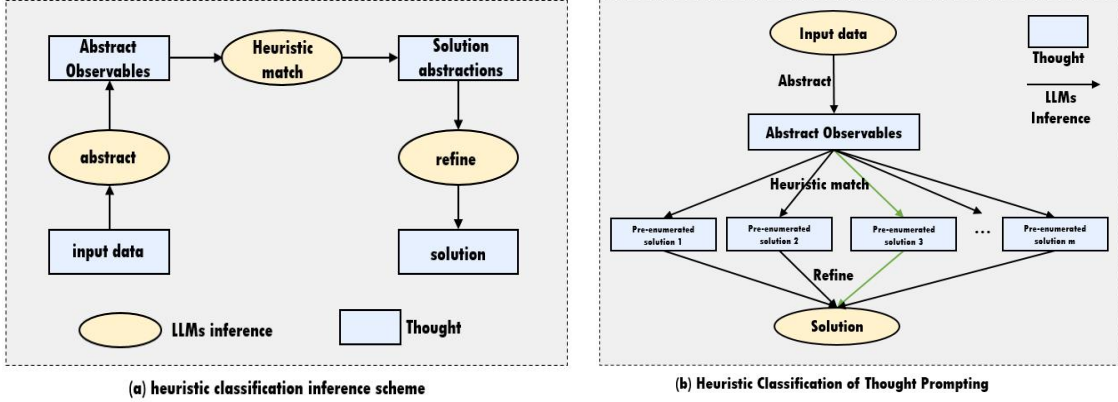 Abstract
Observables
Heuristic
match
Solution
abstractions
abstract
refine
input data
solution
LLMs inference
Thought
(a) heuristic classification inference scheme
Input data
Thought
Abstract
LLMs
Inference
Abstract Observables
Heuristic match
Pre-enumerated
solution 1
Pre-enumerated
solution 2
Pre-enumerated
solution 3
...
Pre-enumerated
solution m
Refine
Solution
(b) Heuristic Classification of Thought Prompting